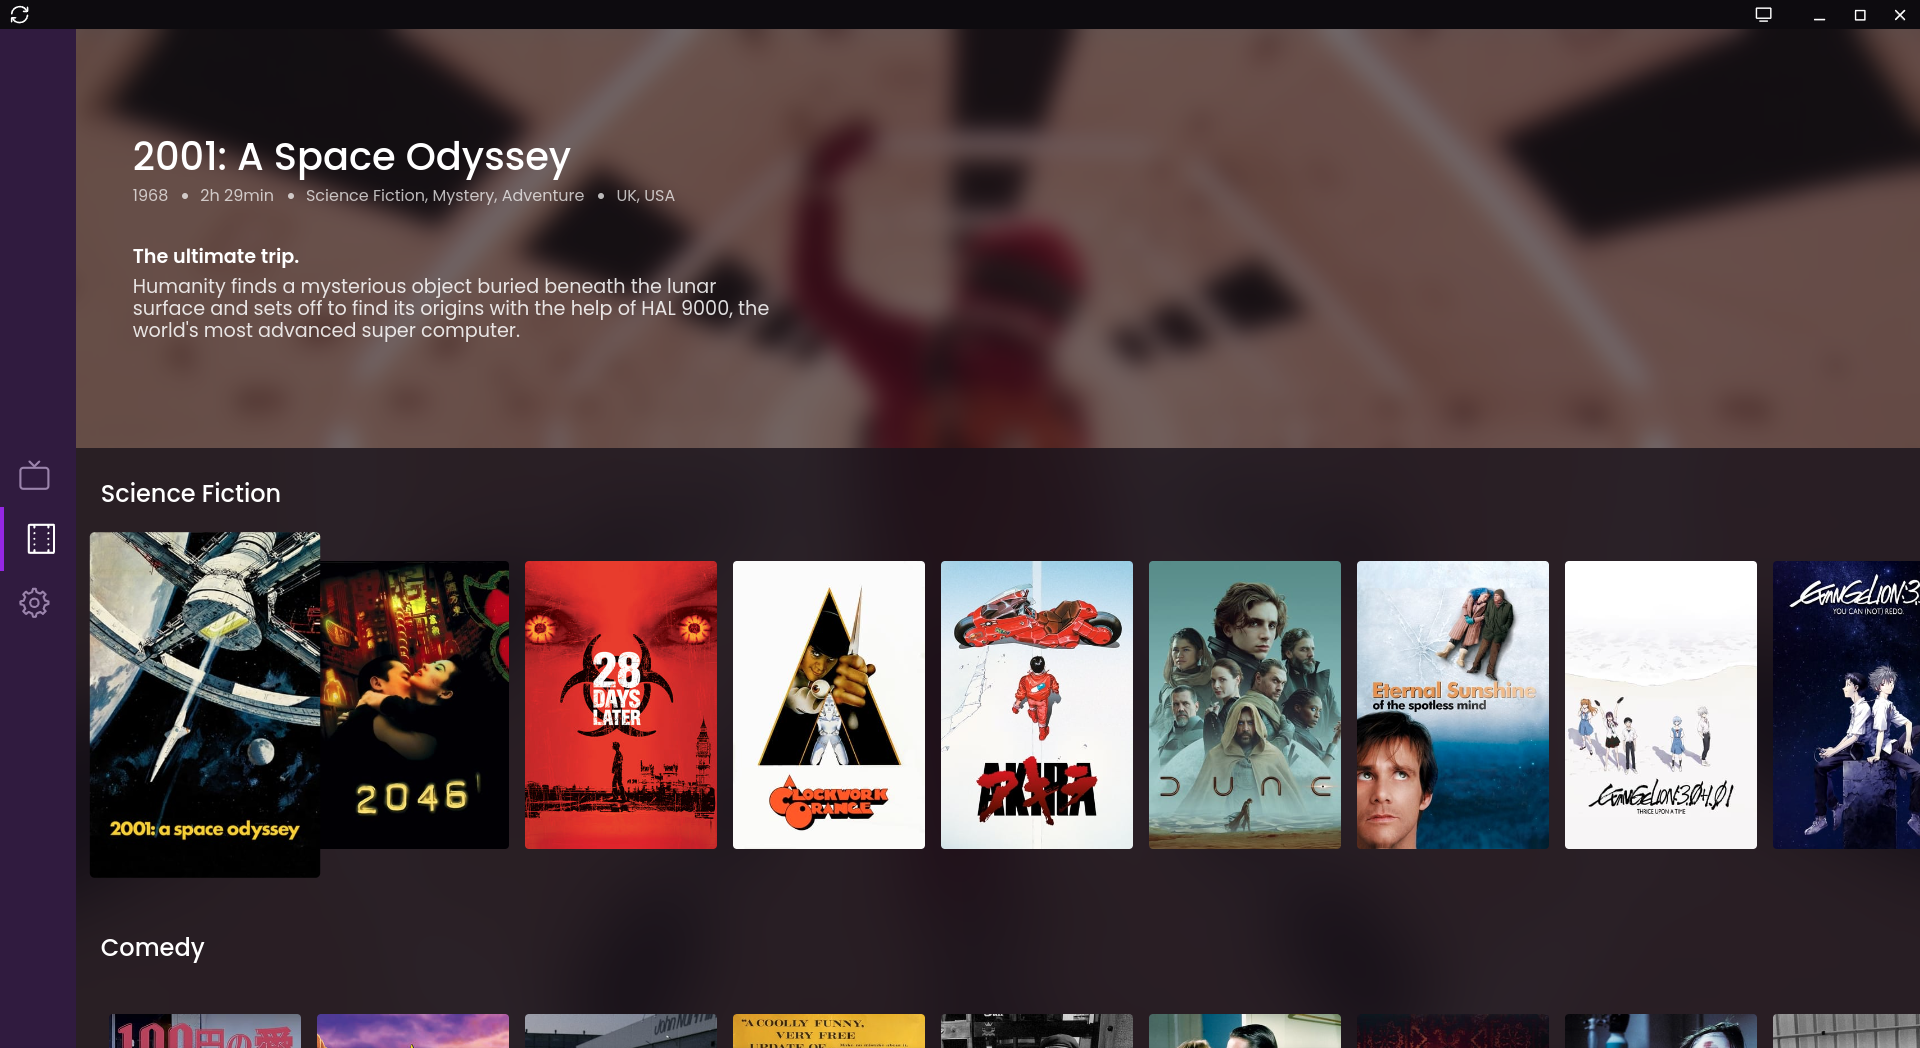 2001: A Space Odyssey
1968 • 2h 29min • Science Fiction, Mystery, Adventure • UK, USA
The ultimate trip.
Humanity finds a mysterious object buried beneath the lunar
surface and sets off to find its origins with the help of HAL 9000, the
world's most advanced super computer.
Science Fiction
2001: a space odyssey
2046
28
DAYS
LATER
CLOCKWORK
ORANGE
AKIRA
アキラ
DUNE
Eternal Sunshine
of the spotless mind
EVANGELION:3.0+1.01
THRICE UPON A TIME
EVANGELION:3.
YOU CAN (NOT) REDO.
Comedy
100円の愛
"A COOLLY FUNNY,
VERY FREE
UPDATE OF